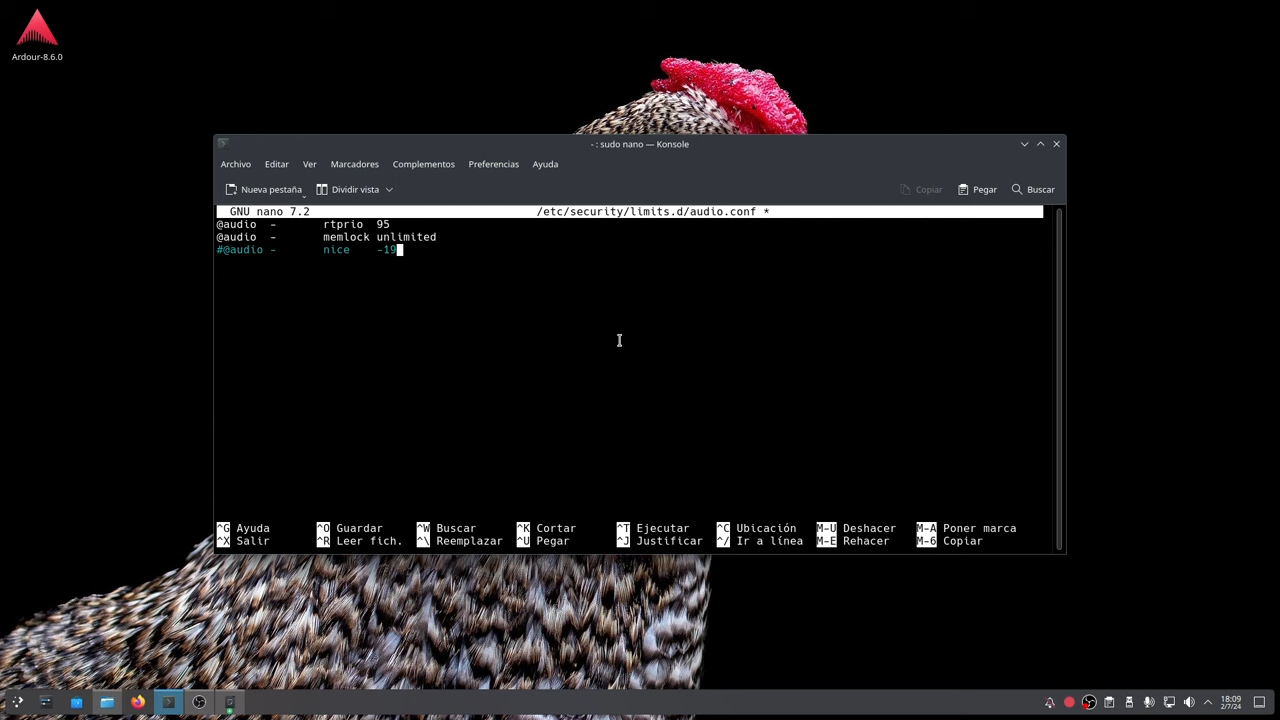 Ardour-8.6.0
- : sudo nano — Konsole
Archivo Editar Ver Marcadores Complementos Preferencias Ayuda
Nueva pestaña Dividir vista Copiar Pegar Buscar
GNU nano 7.2 /etc/security/limits.d/audio.conf *
@audio - rtprio 95
@audio - memlock unlimited
#@audio - nice -19
^G Ayuda ^O Guardar ^W Buscar ^K Cortar ^T Ejecutar ^C Ubicación M-U Deshacer M-A Poner marca
^X Salir ^R Leer fich. ^\ Reemplazar ^U Pegar ^J Justificar ^/ Ir a línea M-E Rehacer M-6 Copiar
18:09
2/7/24